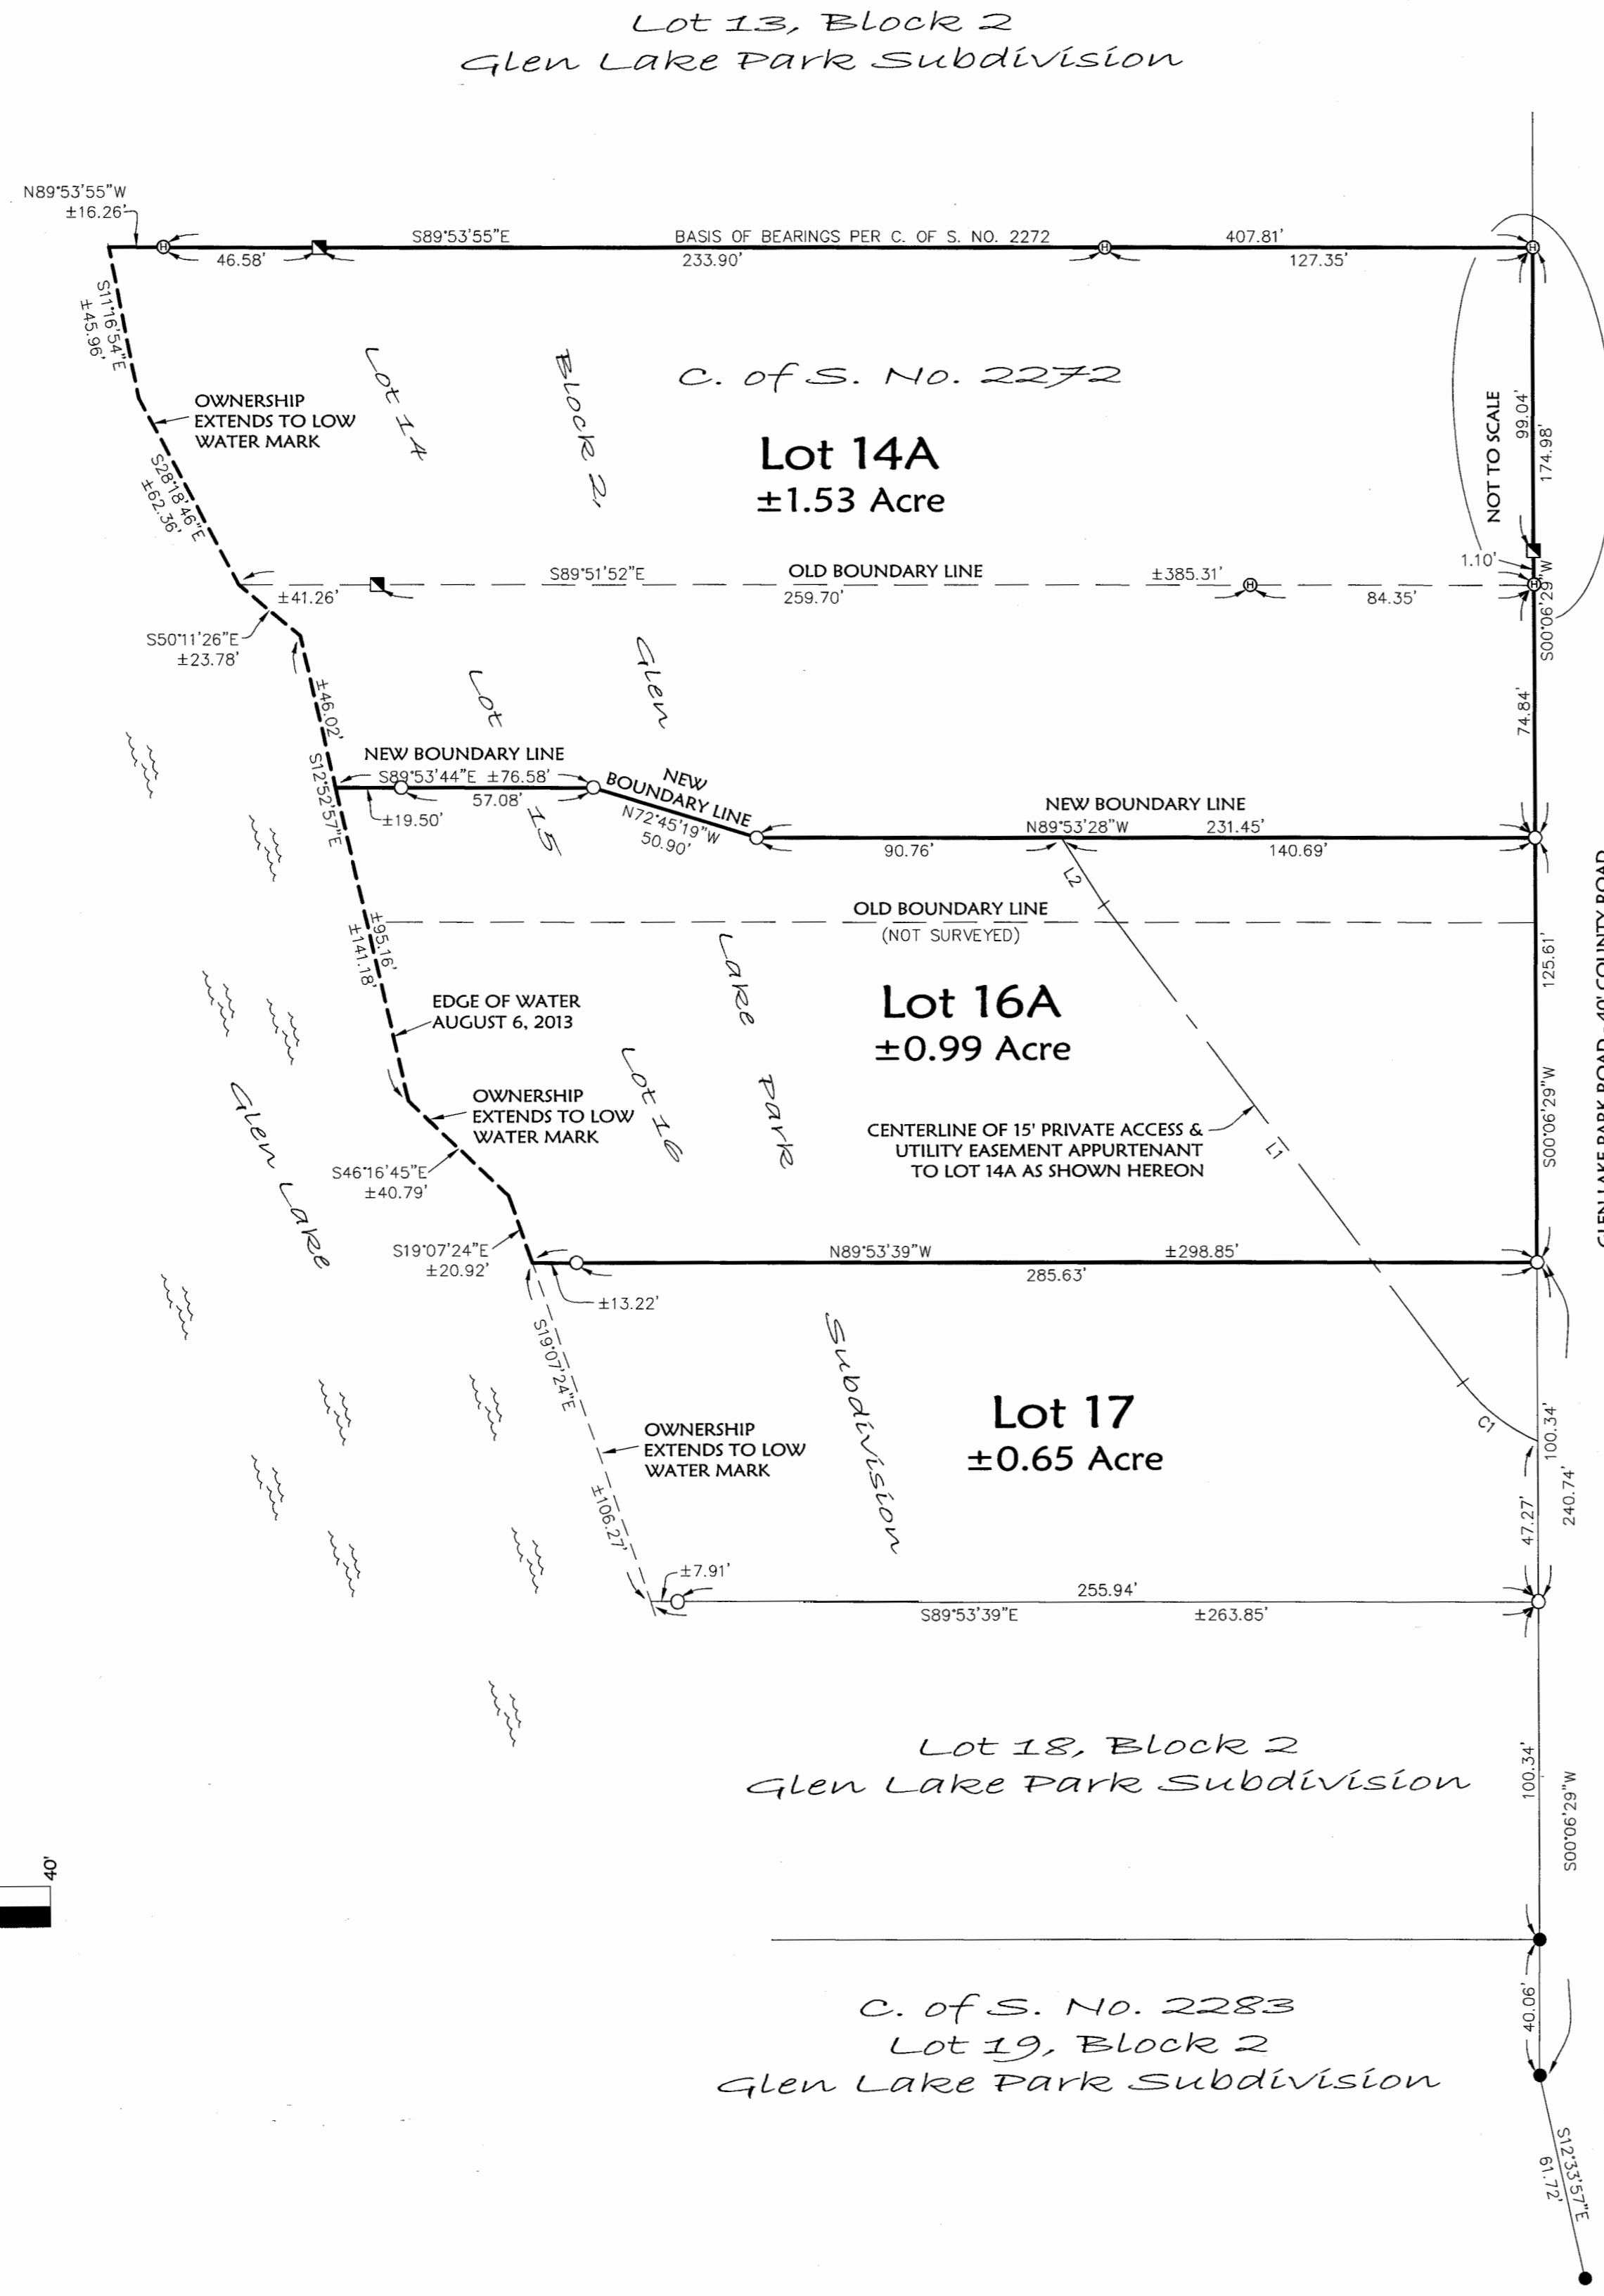 Lot 13, Block 2
Glen Lake Park Subdivision
N89°53'55"W
±16.26'
S89°53'55"E
BASIS OF BEARINGS PER C. OF S. NO. 2272
407.81'
46.58'
233.90'
127.35'
S11°16'54"E
±45.96'
OWNERSHIP
EXTENDS TO LOW
WATER MARK
S28°18'46"E
±62.36'
Lot 14
Block 2,
C. of S. No. 2272
Lot 14A
±1.53 Acre
NOT TO SCALE
99.04'
174.98'
1.10'
S00°06'29"W
S89°51'52"E
OLD BOUNDARY LINE
±385.31'
±41.26'
259.70'
84.35'
S50°11'26"E
±23.78'
Lot 15
Glen
74.84'
±46.02'
S12°52'57"E
NEW BOUNDARY LINE
S89°53'44"E ±76.58'
57.08'
±19.50'
NEW
BOUNDARY LINE
N72°45'19"W
50.90'
NEW BOUNDARY LINE
N89°53'28"W
231.45'
90.76'
140.69'
L2
OLD BOUNDARY LINE
(NOT SURVEYED)
±95.16'
±141.18'
125.61'
Lake
Park
Lot 16A
±0.99 Acre
EDGE OF WATER
AUGUST 6, 2013
Lot 16
OWNERSHIP
EXTENDS TO LOW
WATER MARK
CENTERLINE OF 15' PRIVATE ACCESS &
UTILITY EASEMENT APPURTENANT
TO LOT 14A AS SHOWN HEREON
L1
S00°06'29"W
GLEN LAKE PARK ROAD - 40' COUNTY ROAD
Glen Lake
S46°16'45"E
±40.79'
S19°07'24"E
±20.92'
N89°53'39"W
±298.85'
285.63'
±13.22'
S19°07'24"E
±106.27'
Subdivision
OWNERSHIP
EXTENDS TO LOW
WATER MARK
Lot 17
±0.65 Acre
C1
100.34'
240.74'
47.27'
±7.91'
255.94'
S89°53'39"E
±263.85'
Lot 18, Block 2
Glen Lake Park Subdivision
100.34'
S00°06'29"W
40'
C. of S. No. 2283
Lot 19, Block 2
Glen Lake Park Subdivision
40.06'
S12°33'57"E
61.72'